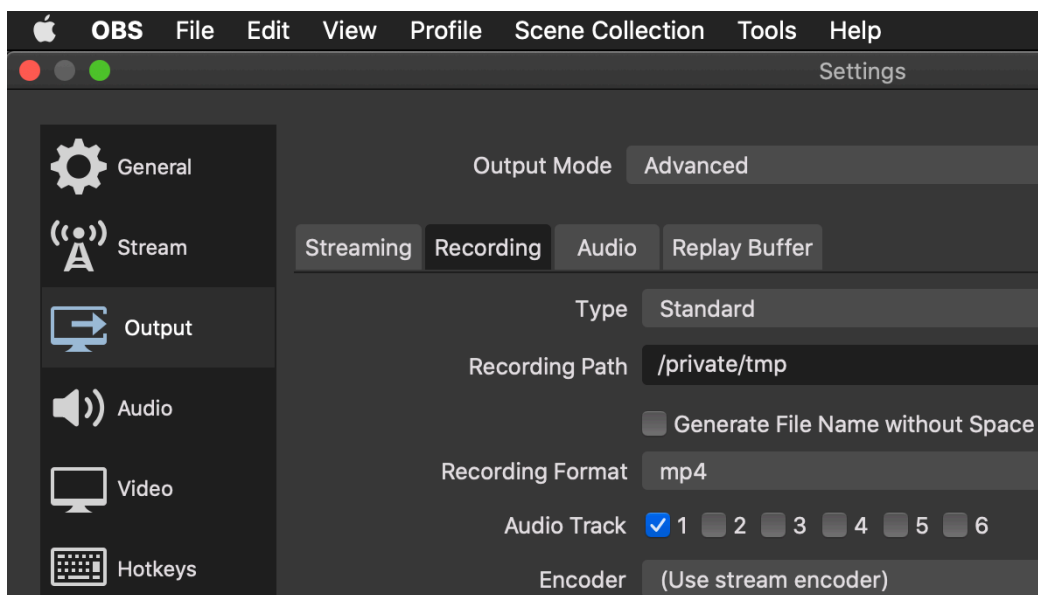 OBS File Edit View Profile Scene Collection Tools Help
Settings
General
Stream
Output
Audio
Video
Hotkeys
Output Mode Advanced
Streaming Recording Audio Replay Buffer
Type Standard
Recording Path /private/tmp
Generate File Name without Space
Recording Format mp4
Audio Track 1 2 3 4 5 6
Encoder (Use stream encoder)